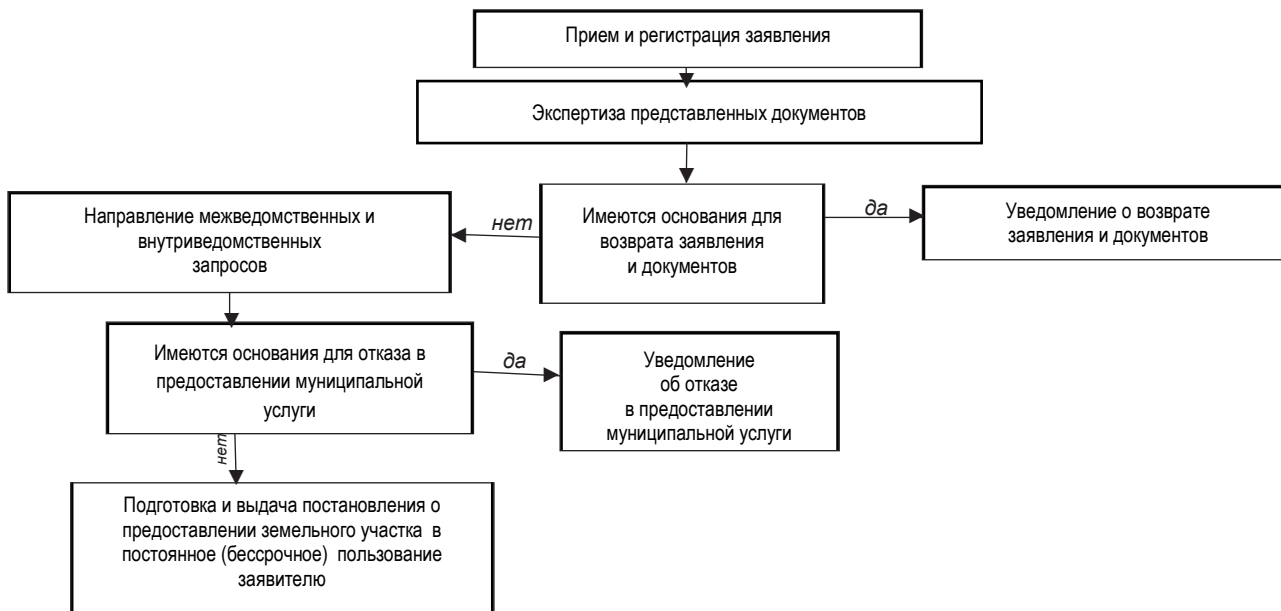 Прием и регистрация заявления
Экспертиза представленных документов
Имеются основания для
возврата заявления
и документов
да
Уведомление о возврате
заявления и документов
нет
Направление межведомственных и
внутриведомственных
запросов
Имеются основания для отказа в
предоставлении муниципальной
услуги
да
Уведомление
об отказе
в предоставлении
муниципальной услуги
нет
Подготовка и выдача постановления о
предоставлении земельного участка в
постоянное (бессрочное) пользование
заявителю